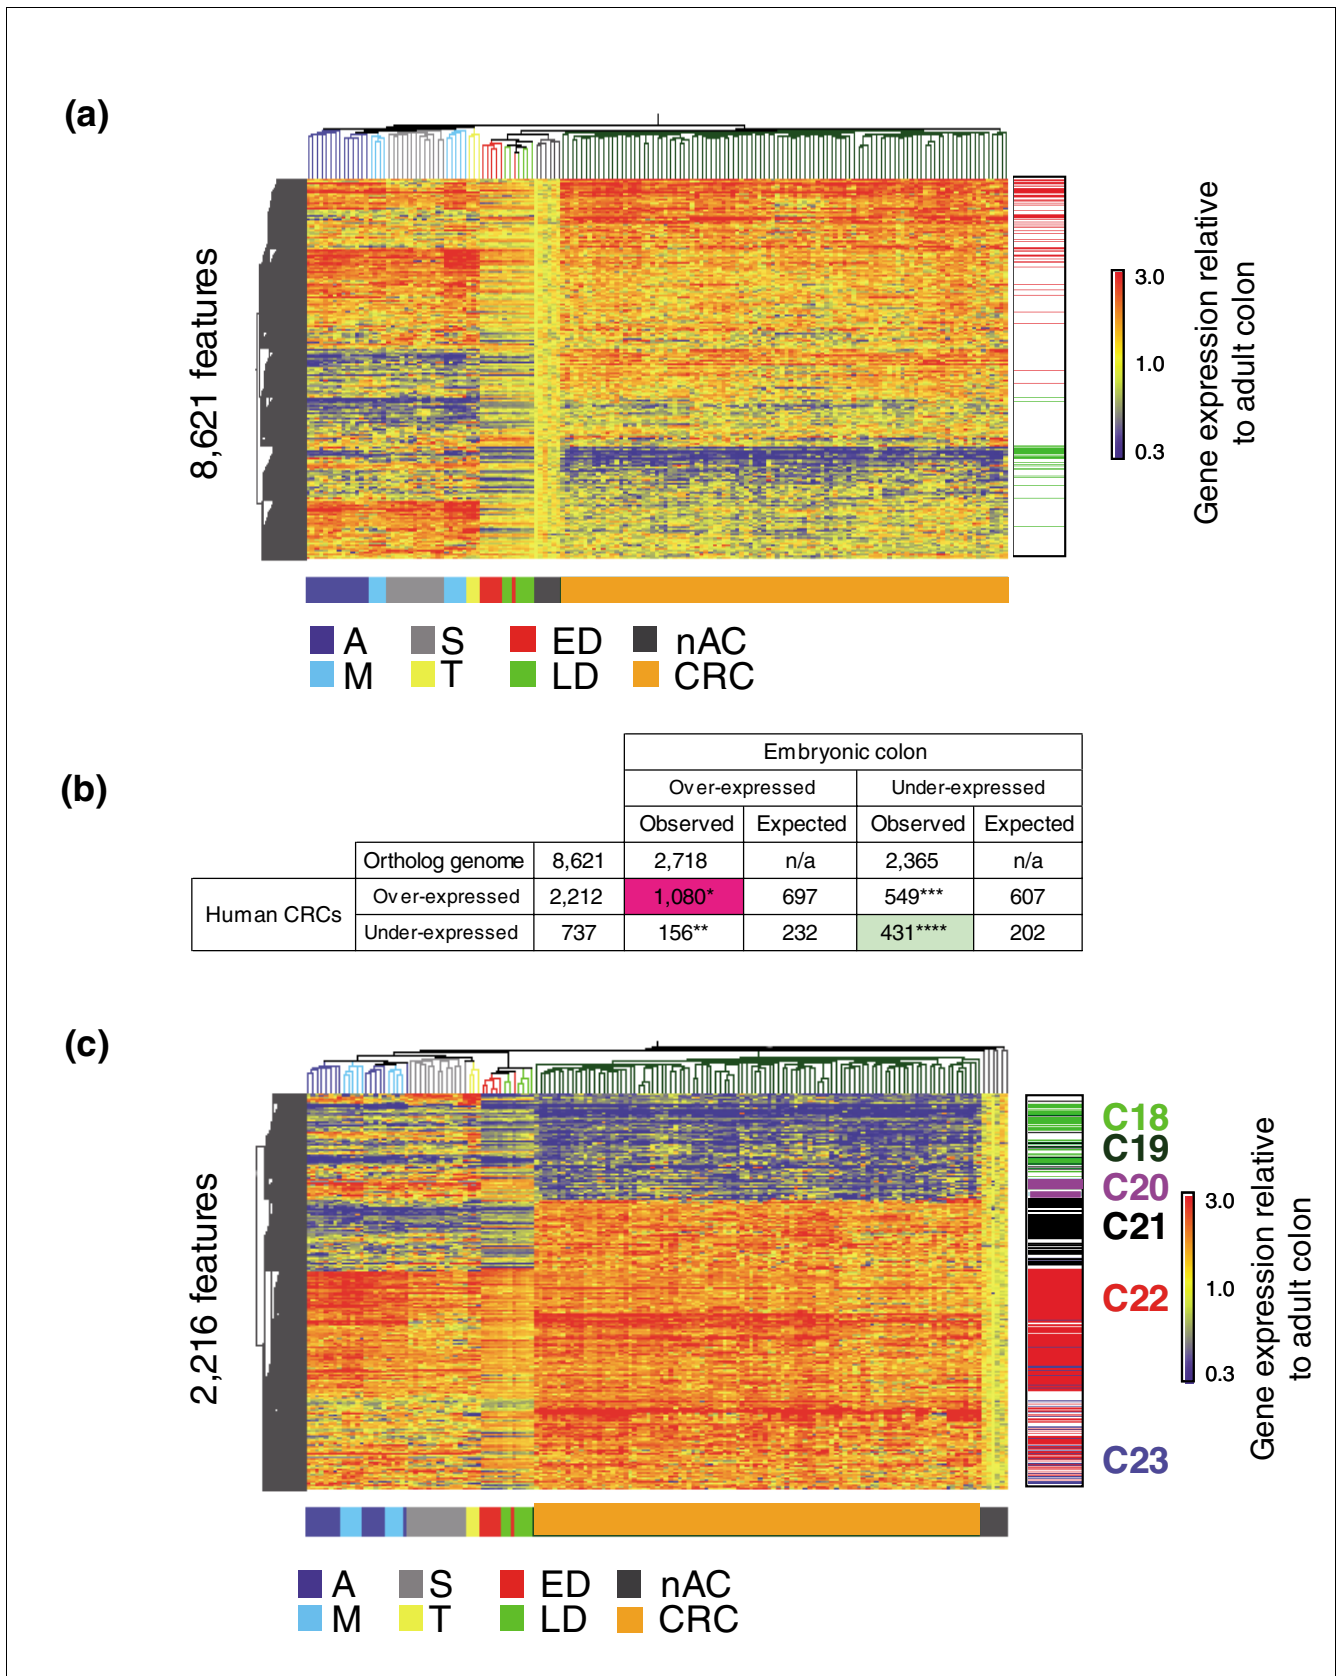 (a)
8,621 features
3.0
1.0
0.3
Gene expression relative
to adult colon
A S ED nAC
M T LD CRC
(b)
Embryonic colon
Over-expressed Under-expressed
Observed Expected Observed Expected
Ortholog genome 8,621 2,718 n/a 2,365 n/a
Human CRCs
Over-expressed 2,212 1,080* 697 549*** 607
Under-expressed 737 156** 232 431**** 202
(c)
2,216 features
C18
C19
C20
C21
C22
C23
3.0
1.0
0.3
Gene expression relative
to adult colon
A S ED nAC
M T LD CRC